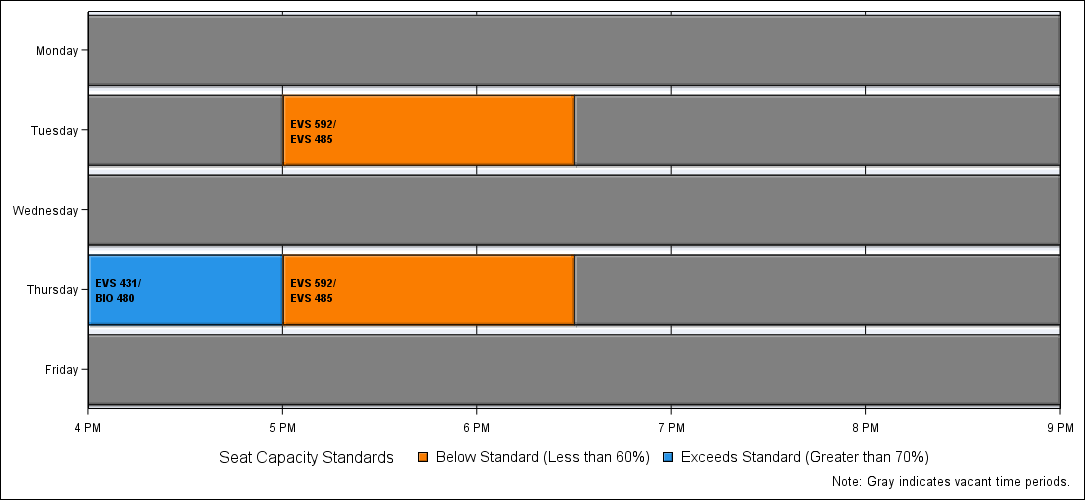 Monday
Tuesday
EVS 592/
EVS 485
Wednesday
Thursday
EVS 431/
BIO 480
EVS 592/
EVS 485
Friday
4 PM 5 PM 6 PM 7 PM 8 PM 9 PM
Seat Capacity Standards Below Standard (Less than 60%) Exceeds Standard (Greater than 70%)
Note: Gray indicates vacant time periods.